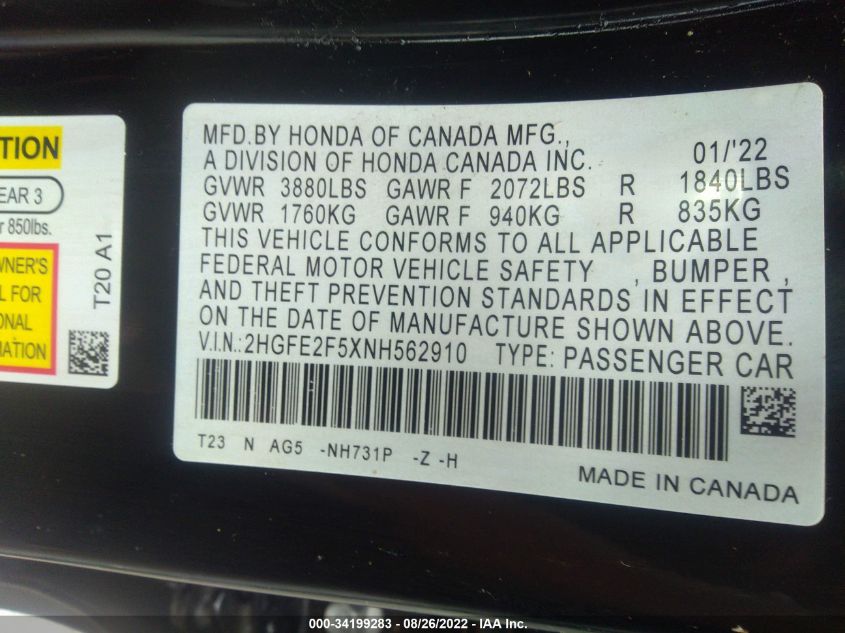 TION
EAR 3
r 850lbs.
WNER'S
L FOR
ONAL
MATION
T20 A1
MFD.BY HONDA OF CANADA MFG.,
A DIVISION OF HONDA CANADA INC. 01/'22
GVWR 3880LBS GAWR F 2072LBS R 1840LBS
GVWR 1760KG GAWR F 940KG R 835KG
THIS VEHICLE CONFORMS TO ALL APPLICABLE
FEDERAL MOTOR VEHICLE SAFETY , BUMPER ,
AND THEFT PREVENTION STANDARDS IN EFFECT
ON THE DATE OF MANUFACTURE SHOWN ABOVE.
V.I.N.:2HGFE2F5XNH562910 TYPE: PASSENGER CAR
T23 N AG5 -NH731P -Z -H
MADE IN CANADA
000-34199283 - 08/26/2022 - IAA Inc.